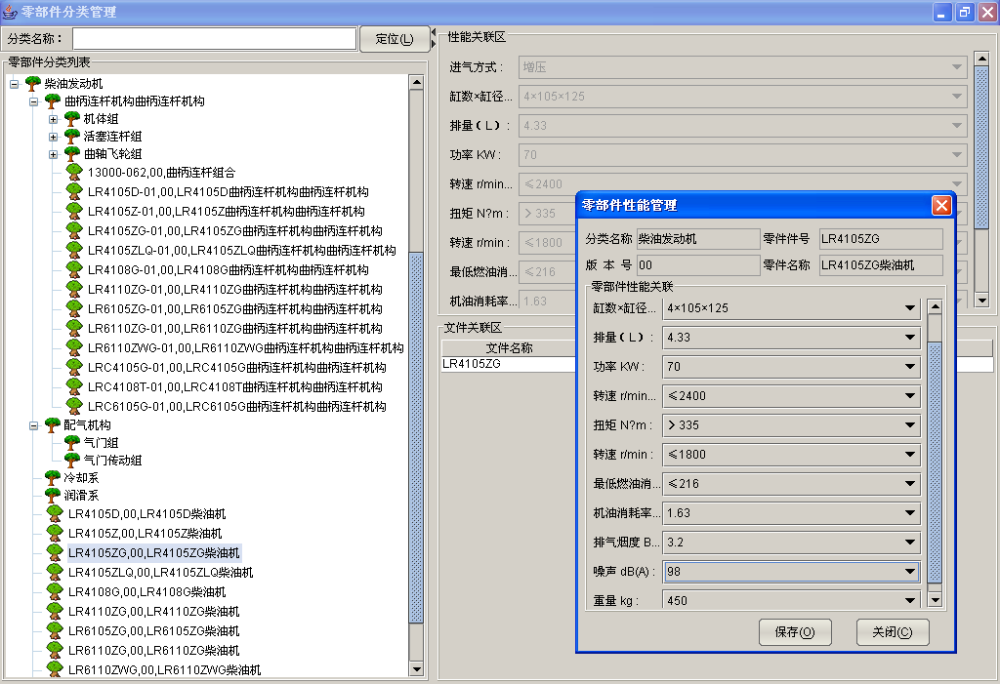 零部件分类管理
分类名称：
定位(L)
零部件分类列表
柴油发动机
曲柄连杆机构曲柄连杆机构
机体组
活塞连杆组
曲轴飞轮组
13000-062,00,曲柄连杆组合
LR4105D-01,00,LR4105D曲柄连杆机构曲柄连杆机构
LR4105Z-01,00,LR4105Z曲柄连杆机构曲柄连杆机构
LR4105ZG-01,00,LR4105ZG曲柄连杆机构曲柄连杆机构
LR4105ZLQ-01,00,LR4105ZLQ曲柄连杆机构曲柄连杆机构
LR4108G-01,00,LR4108G曲柄连杆机构曲柄连杆机构
LR4110ZG-01,00,LR4110ZG曲柄连杆机构曲柄连杆机构
LR6105ZG-01,00,LR6105ZG曲柄连杆机构曲柄连杆机构
LR6110ZG-01,00,LR6110ZG曲柄连杆机构曲柄连杆机构
LR6110ZWG-01,00,LR6110ZWG曲柄连杆机构曲柄连杆机构
LRC4105G-01,00,LRC4105G曲柄连杆机构曲柄连杆机构
LRC4108T-01,00,LRC4108T曲柄连杆机构曲柄连杆机构
LRC6105G-01,00,LRC6105G曲柄连杆机构曲柄连杆机构
配气机构
气门组
气门传动组
冷却系
润滑系
LR4105D,00,LR4105D柴油机
LR4105Z,00,LR4105Z柴油机
LR4105ZG,00,LR4105ZG柴油机
LR4105ZLQ,00,LR4105ZLQ柴油机
LR4108G,00,LR4108G柴油机
LR4110ZG,00,LR4110ZG柴油机
LR6105ZG,00,LR6105ZG柴油机
LR6110ZG,00,LR6110ZG柴油机
LR6110ZWG,00,LR6110ZWG柴油机
性能关联区
进气方式： 增压
缸数×缸径... 4×105×125
排量（L）： 4.33
功率 KW： 70
转速 r/min... ≤2400
扭矩 N?m： ＞335
转速 r/min： ≤1800
最低燃油消... ≤216
机油消耗率... 1.63
文件关联区
文件名称
LR4105ZG
零部件性能管理
分类名称 柴油发动机 零件件号 LR4105ZG
版 本 号 00 零件名称 LR4105ZG柴油机
零部件性能关联
缸数×缸径... 4×105×125
排量（L）： 4.33
功率 KW： 70
转速 r/min... ≤2400
扭矩 N?m： ＞335
转速 r/min： ≤1800
最低燃油消... ≤216
机油消耗率... 1.63
排气烟度 B... 3.2
噪声 dB(A)： 98
重量 kg： 450
保存(O) 关闭(C)